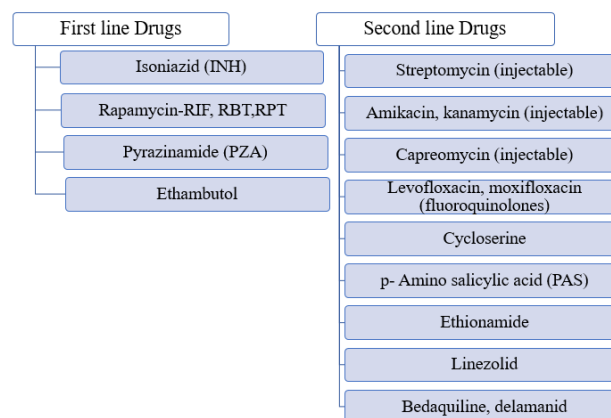 First line Drugs
Isoniazid (INH)
Rapamycin-RIF, RBT,RPT
Pyrazinamide (PZA)
Ethambutol
Second line Drugs
Streptomycin (injectable)
Amikacin, kanamycin (injectable)
Capreomycin (injectable)
Levofloxacin, moxifloxacin
(fluoroquinolones)
Cycloserine
p- Amino salicylic acid (PAS)
Ethionamide
Linezolid
Bedaquiline, delamanid